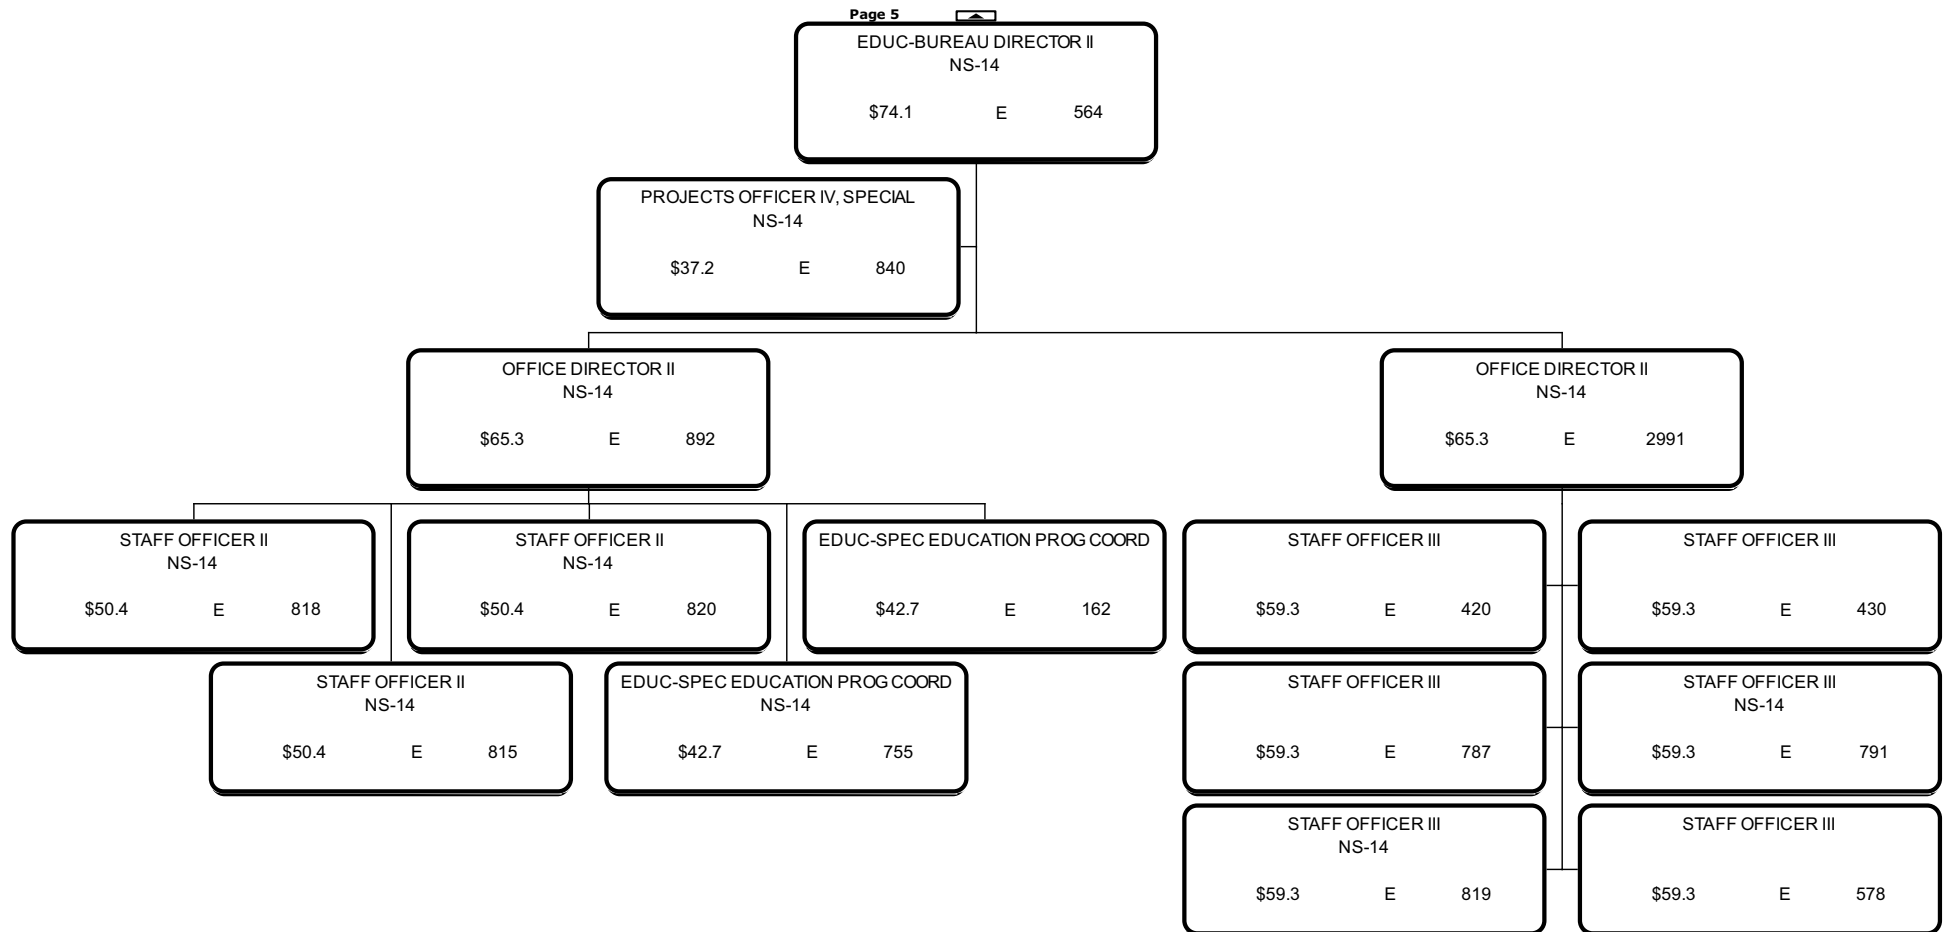 Page 5
EDUC-BUREAU DIRECTOR II
NS-14
$74.1 E 564
PROJECTS OFFICER IV, SPECIAL
NS-14
$37.2 E 840
OFFICE DIRECTOR II
NS-14
$65.3 E 892
OFFICE DIRECTOR II
NS-14
$65.3 E 2991
STAFF OFFICER II
NS-14
$50.4 E 818
STAFF OFFICER II
NS-14
$50.4 E 820
EDUC-SPEC EDUCATION PROG COORD
$42.7 E 162
STAFF OFFICER III
$59.3 E 420
STAFF OFFICER III
$59.3 E 430
STAFF OFFICER II
NS-14
$50.4 E 815
EDUC-SPEC EDUCATION PROG COORD
NS-14
$42.7 E 755
STAFF OFFICER III
$59.3 E 787
STAFF OFFICER III
NS-14
$59.3 E 791
STAFF OFFICER III
NS-14
$59.3 E 819
STAFF OFFICER III
$59.3 E 578